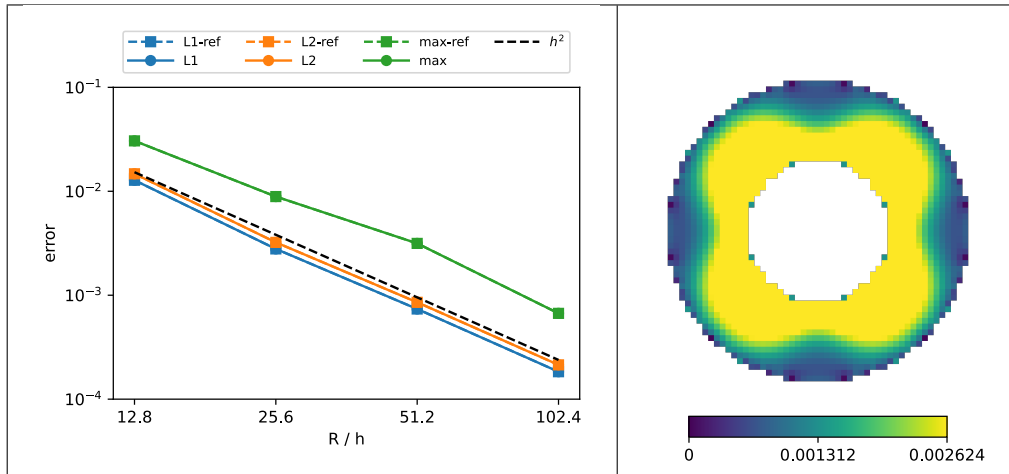 L1-ref L2-ref max-ref h²
L1 L2 max
10⁻¹
10⁻²
10⁻³
10⁻⁴
error
12.8 25.6 51.2 102.4
R / h
0 0.001312 0.002624